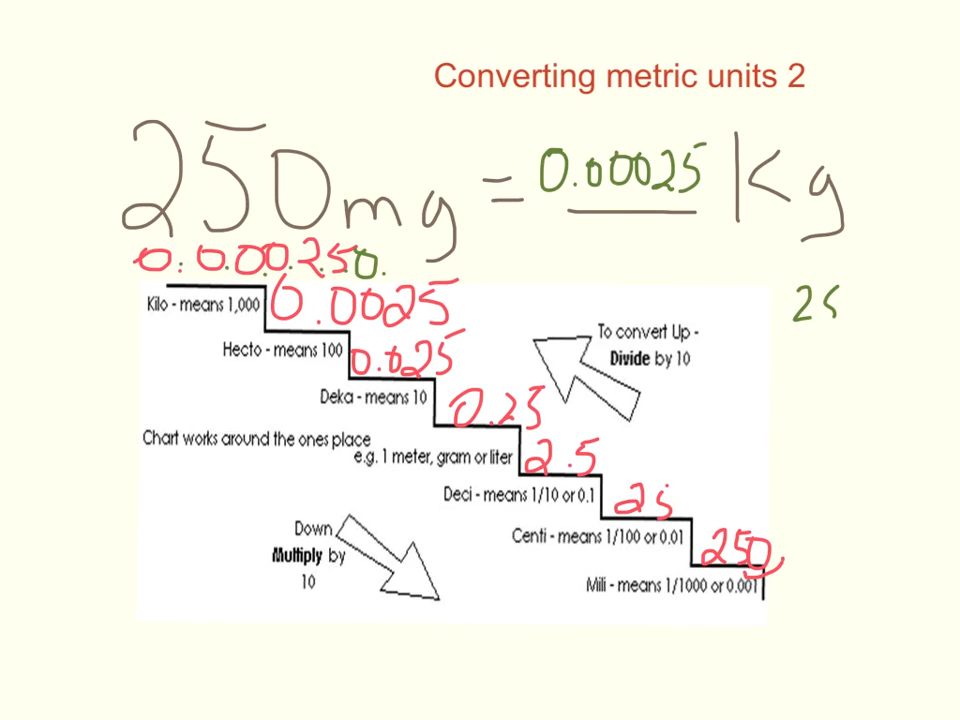 Converting metric units 2
250mg = 0.00025 Kg
0.0.00.2.50.
Kilo - means 1,000 0.0025
25
To convert Up -
Divide by 10
Hecto - means 100 0.025
Deka - means 10 0.25
Chart works around the ones place
e.g. 1 meter, gram or liter 2.5
Deci - means 1/10 or 0.1 25
Down
Multiply by
10
Centi - means 1/100 or 0.01 250
Mili - means 1/1000 or 0.001